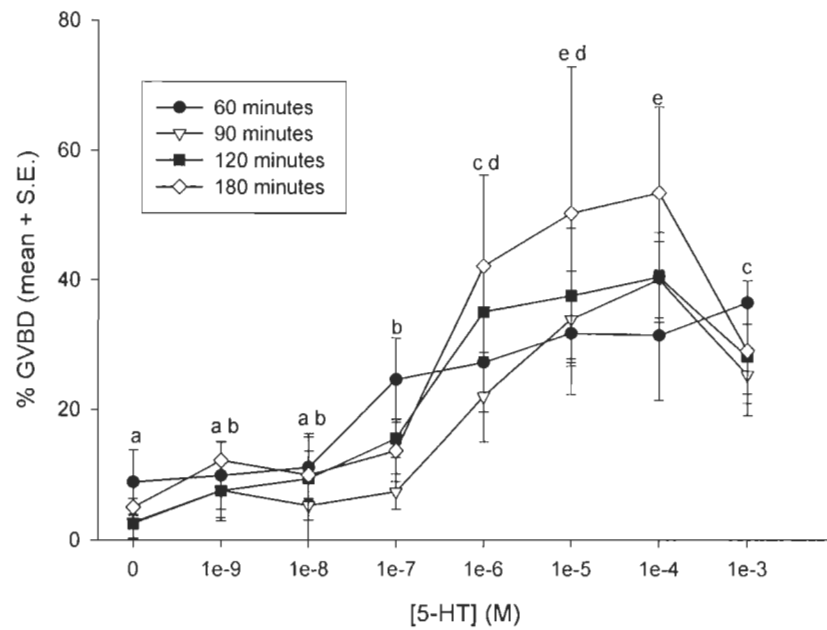 80
60
40
20
0
% GVBD (mean + S.E.)
60 minutes
90 minutes
120 minutes
180 minutes
a
a b
a b
b
c d
e d
e
c
0 1e-9 1e-8 1e-7 1e-6 1e-5 1e-4 1e-3
[5-HT] (M)